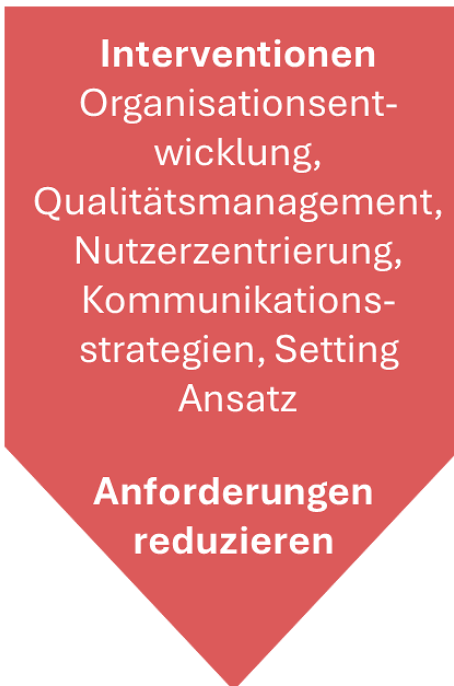 Interventionen
Organisationsent-
wicklung,
Qualitätsmanagement,
Nutzerzentrierung,
Kommunikations-
strategien, Setting
Ansatz
Anforderungen
reduzieren